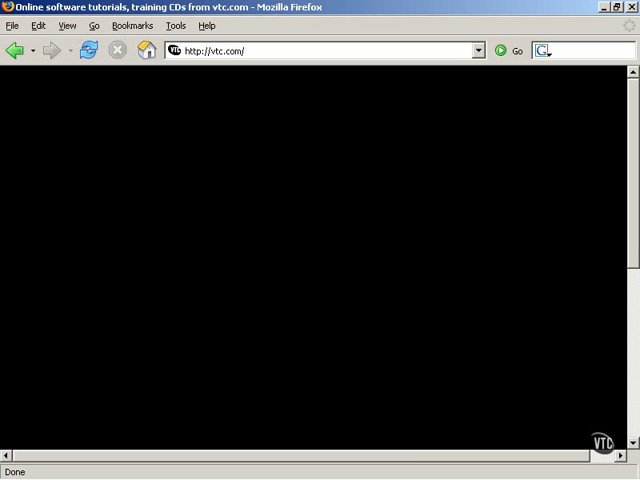 Online software tutorials, training CDs from vtc.com - Mozilla Firefox
File Edit View Go Bookmarks Tools Help
VTC http://vtc.com/ Go G
VTC
Done